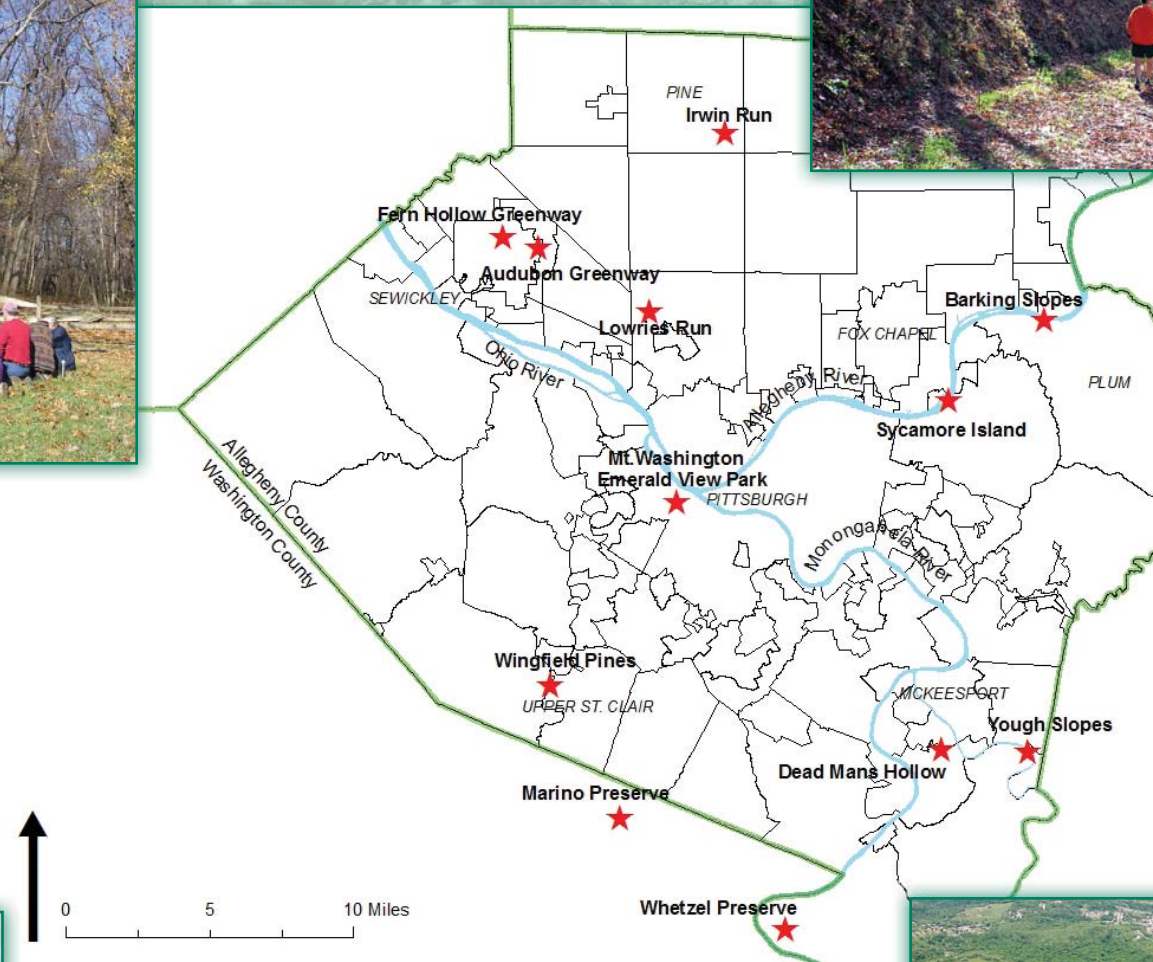 PINE
Irwin Run
Fern Hollow Greenway
Audubon Greenway
SEWICKLEY
Barking Slopes
Lowries Run
FOX CHAPEL
Ohio River
Allegheny River
PLUM
Sycamore Island
Allegheny County
Washington County
Mt.Washington
Emerald View Park
PITTSBURGH
Monongahela River
Wingfield Pines
UPPER ST. CLAIR
MCKEESPORT
Yough Slopes
Dead Mans Hollow
Marino Preserve
Whetzel Preserve
0 5 10 Miles